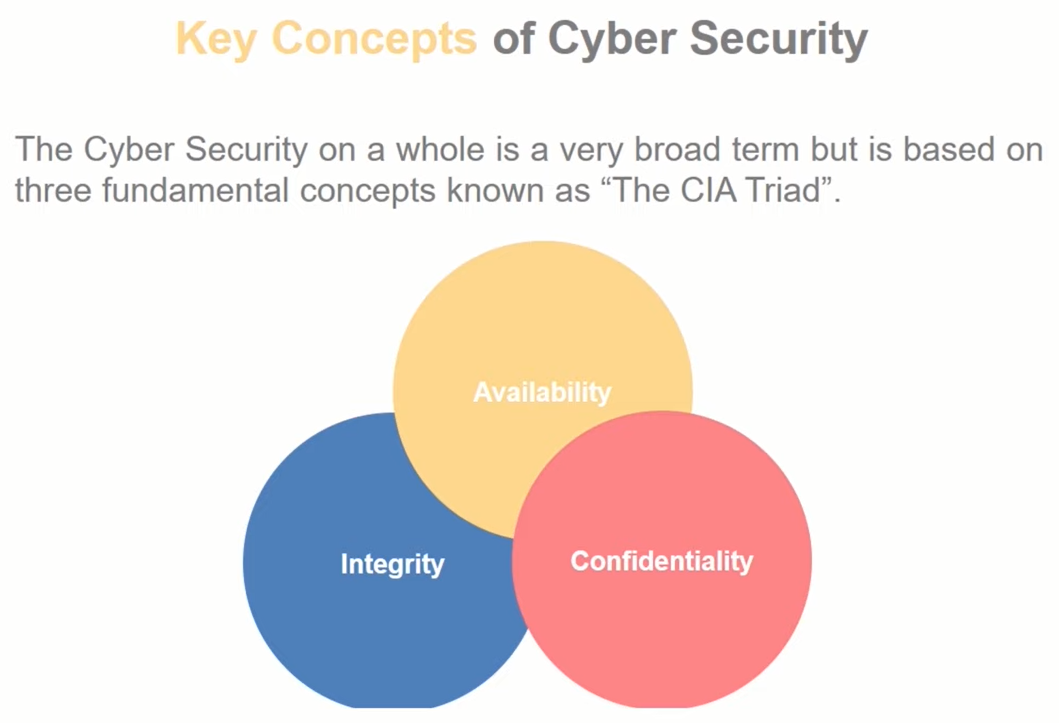 Key Concepts of Cyber Security
The Cyber Security on a whole is a very broad term but is based on
three fundamental concepts known as “The CIA Triad”.
Availability
Integrity
Confidentiality